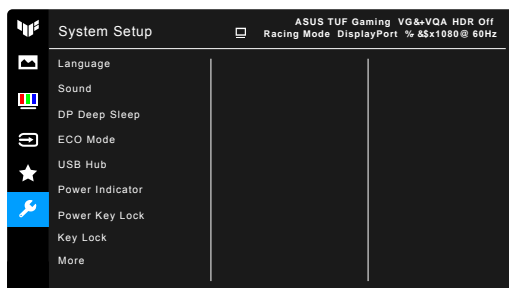 System Setup
ASUS TUF Gaming VG&+VQA HDR Off
Racing Mode DisplayPort % &$x1080@ 60Hz
Language
Sound
DP Deep Sleep
ECO Mode
USB Hub
Power Indicator
Power Key Lock
Key Lock
More